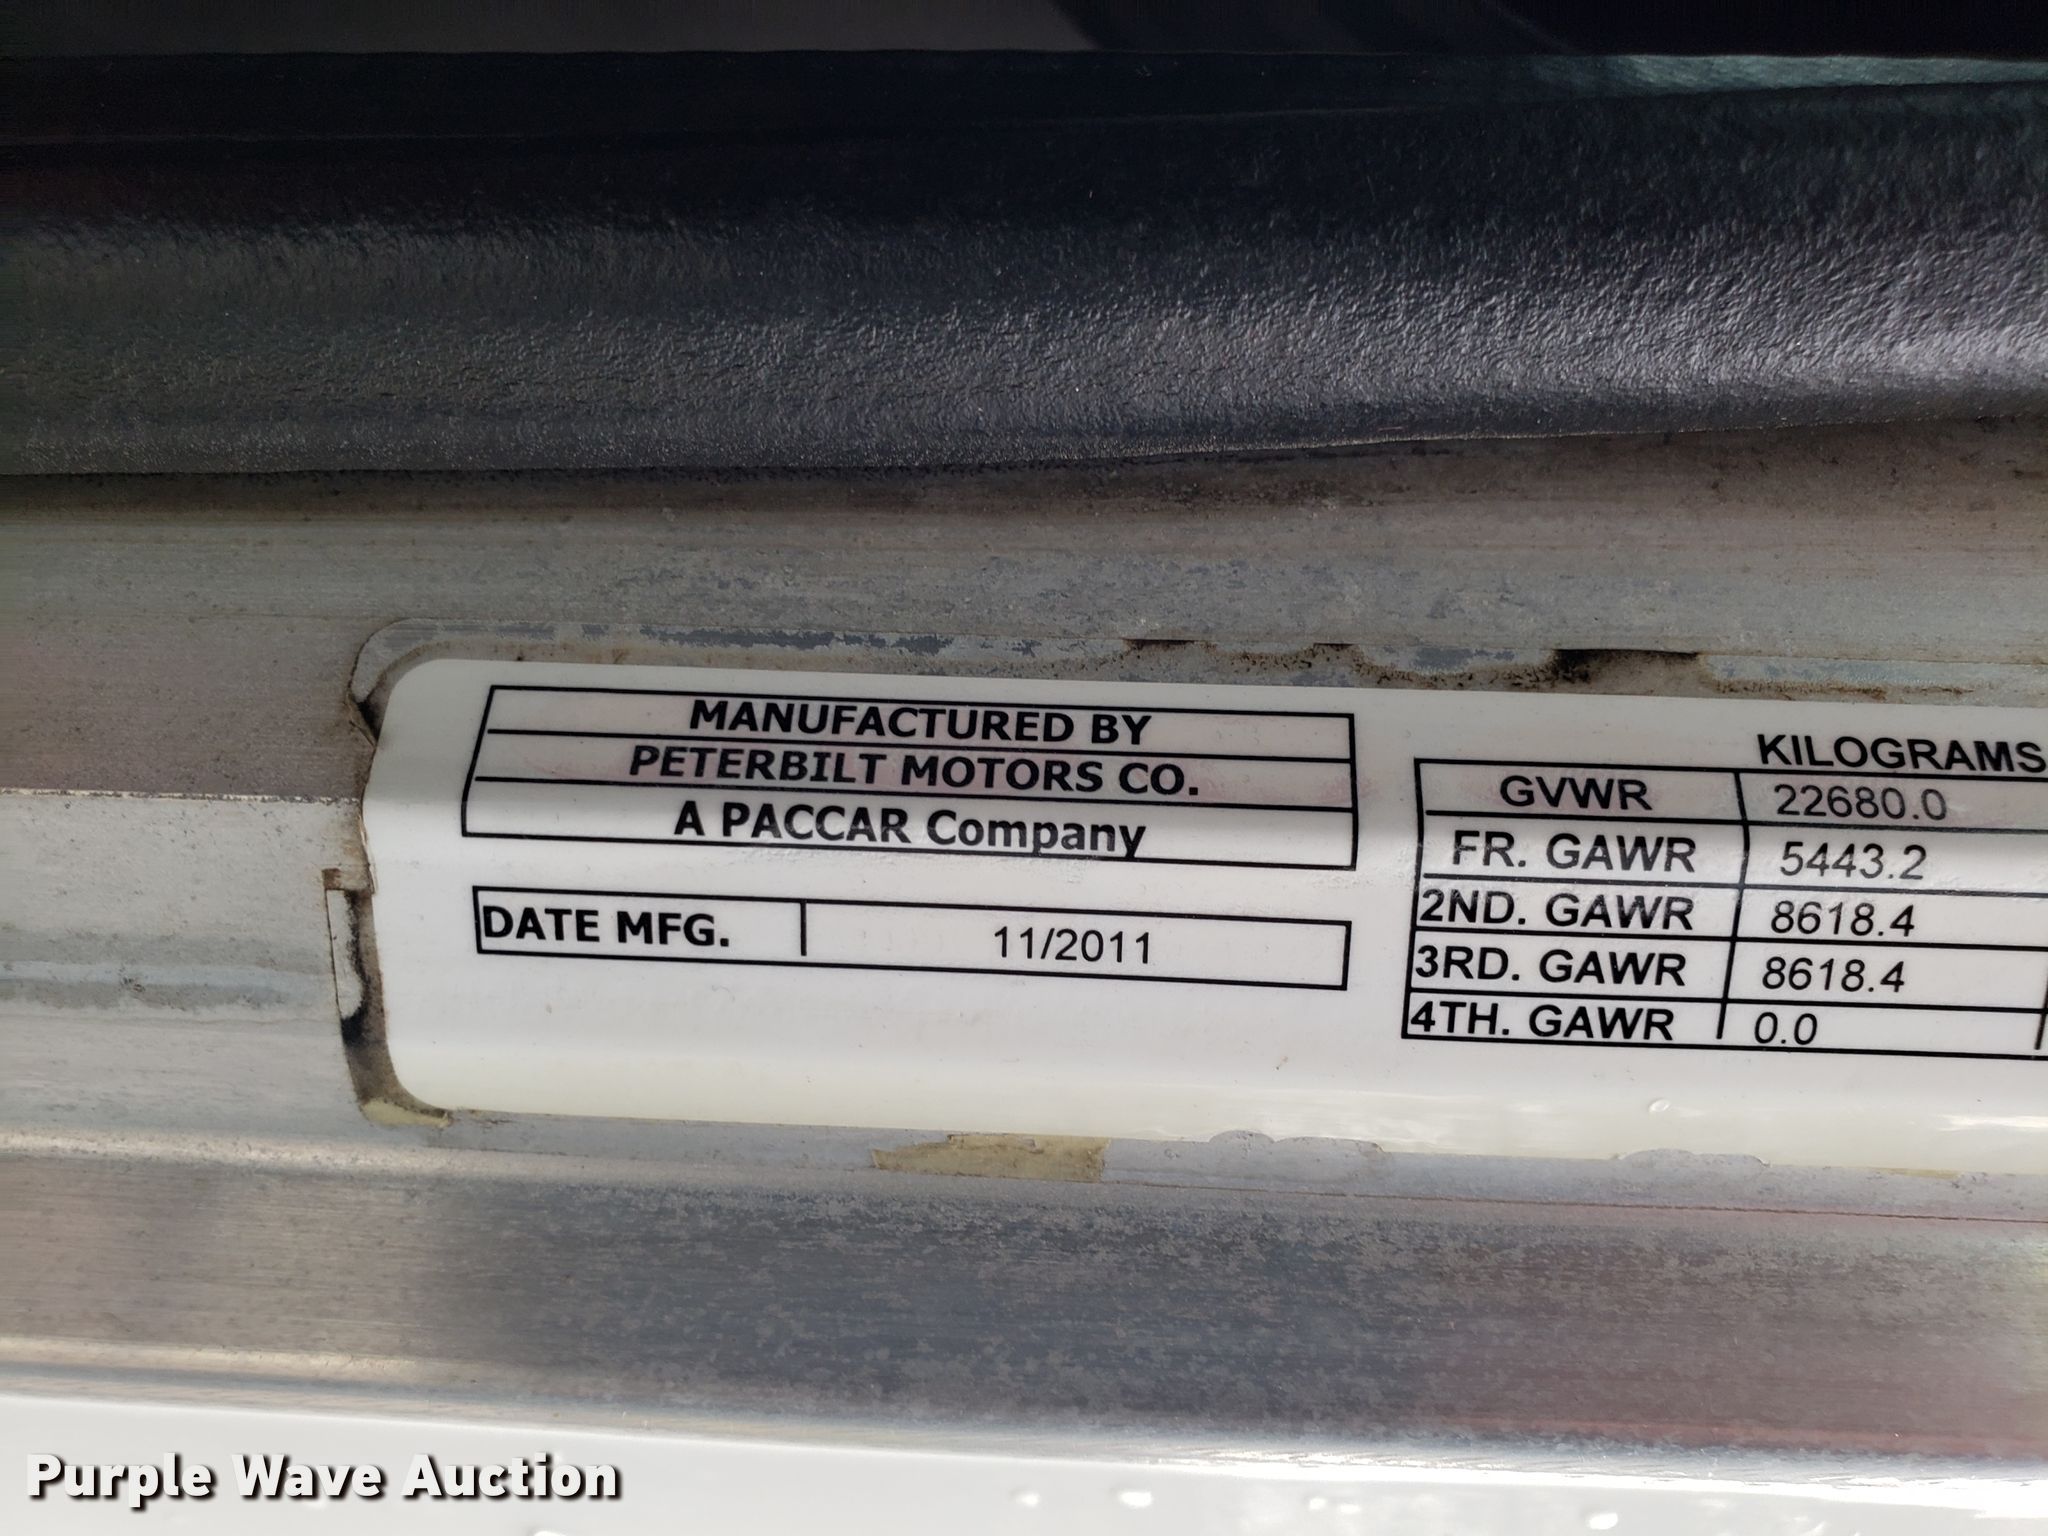 MANUFACTURED BY
PETERBILT MOTORS CO.
A PACCAR Company
DATE MFG. 11/2011
KILOGRAMS
GVWR 22680.0
FR. GAWR 5443.2
2ND. GAWR 8618.4
3RD. GAWR 8618.4
4TH. GAWR 0.0
Purple Wave Auction